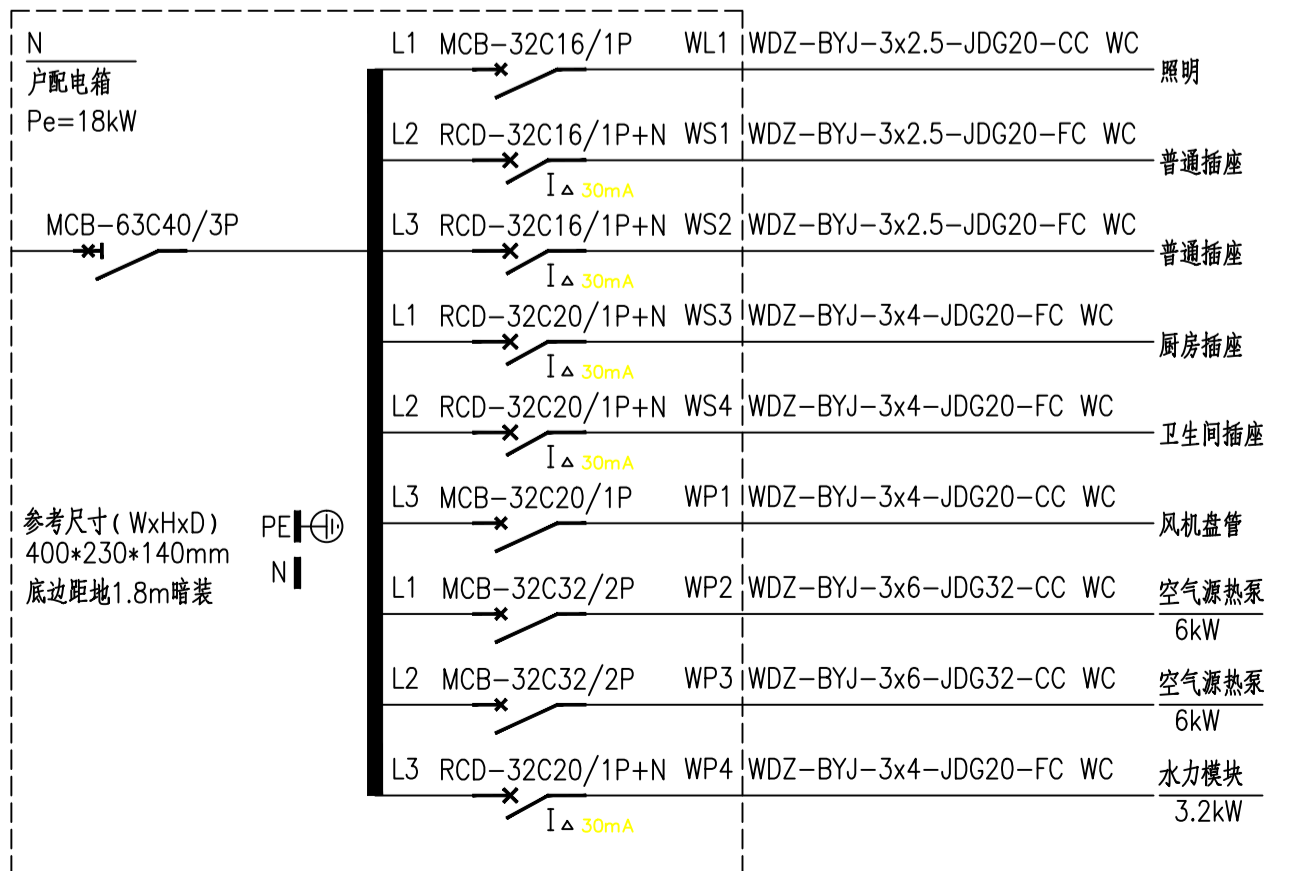 N
户配电箱
Pe=18kW
MCB-63C40/3P
参考尺寸(WxHxD)
400*230*140mm
底边距地1.8m暗装
PE
N
L1 MCB-32C16/1P WL1 WDZ-BYJ-3x2.5-JDG20-CC WC 照明
L2 RCD-32C16/1P+N WS1 WDZ-BYJ-3x2.5-JDG20-FC WC 普通插座
I△ 30mA
L3 RCD-32C16/1P+N WS2 WDZ-BYJ-3x2.5-JDG20-FC WC 普通插座
I△ 30mA
L1 RCD-32C20/1P+N WS3 WDZ-BYJ-3x4-JDG20-FC WC 厨房插座
I△ 30mA
L2 RCD-32C20/1P+N WS4 WDZ-BYJ-3x4-JDG20-FC WC 卫生间插座
I△ 30mA
L3 MCB-32C20/1P WP1 WDZ-BYJ-3x4-JDG20-CC WC 风机盘管
L1 MCB-32C32/2P WP2 WDZ-BYJ-3x6-JDG32-CC WC 空气源热泵
6kW
L2 MCB-32C32/2P WP3 WDZ-BYJ-3x6-JDG32-CC WC 空气源热泵
6kW
L3 RCD-32C20/1P+N WP4 WDZ-BYJ-3x4-JDG20-FC WC 水力模块
I△ 30mA 3.2kW